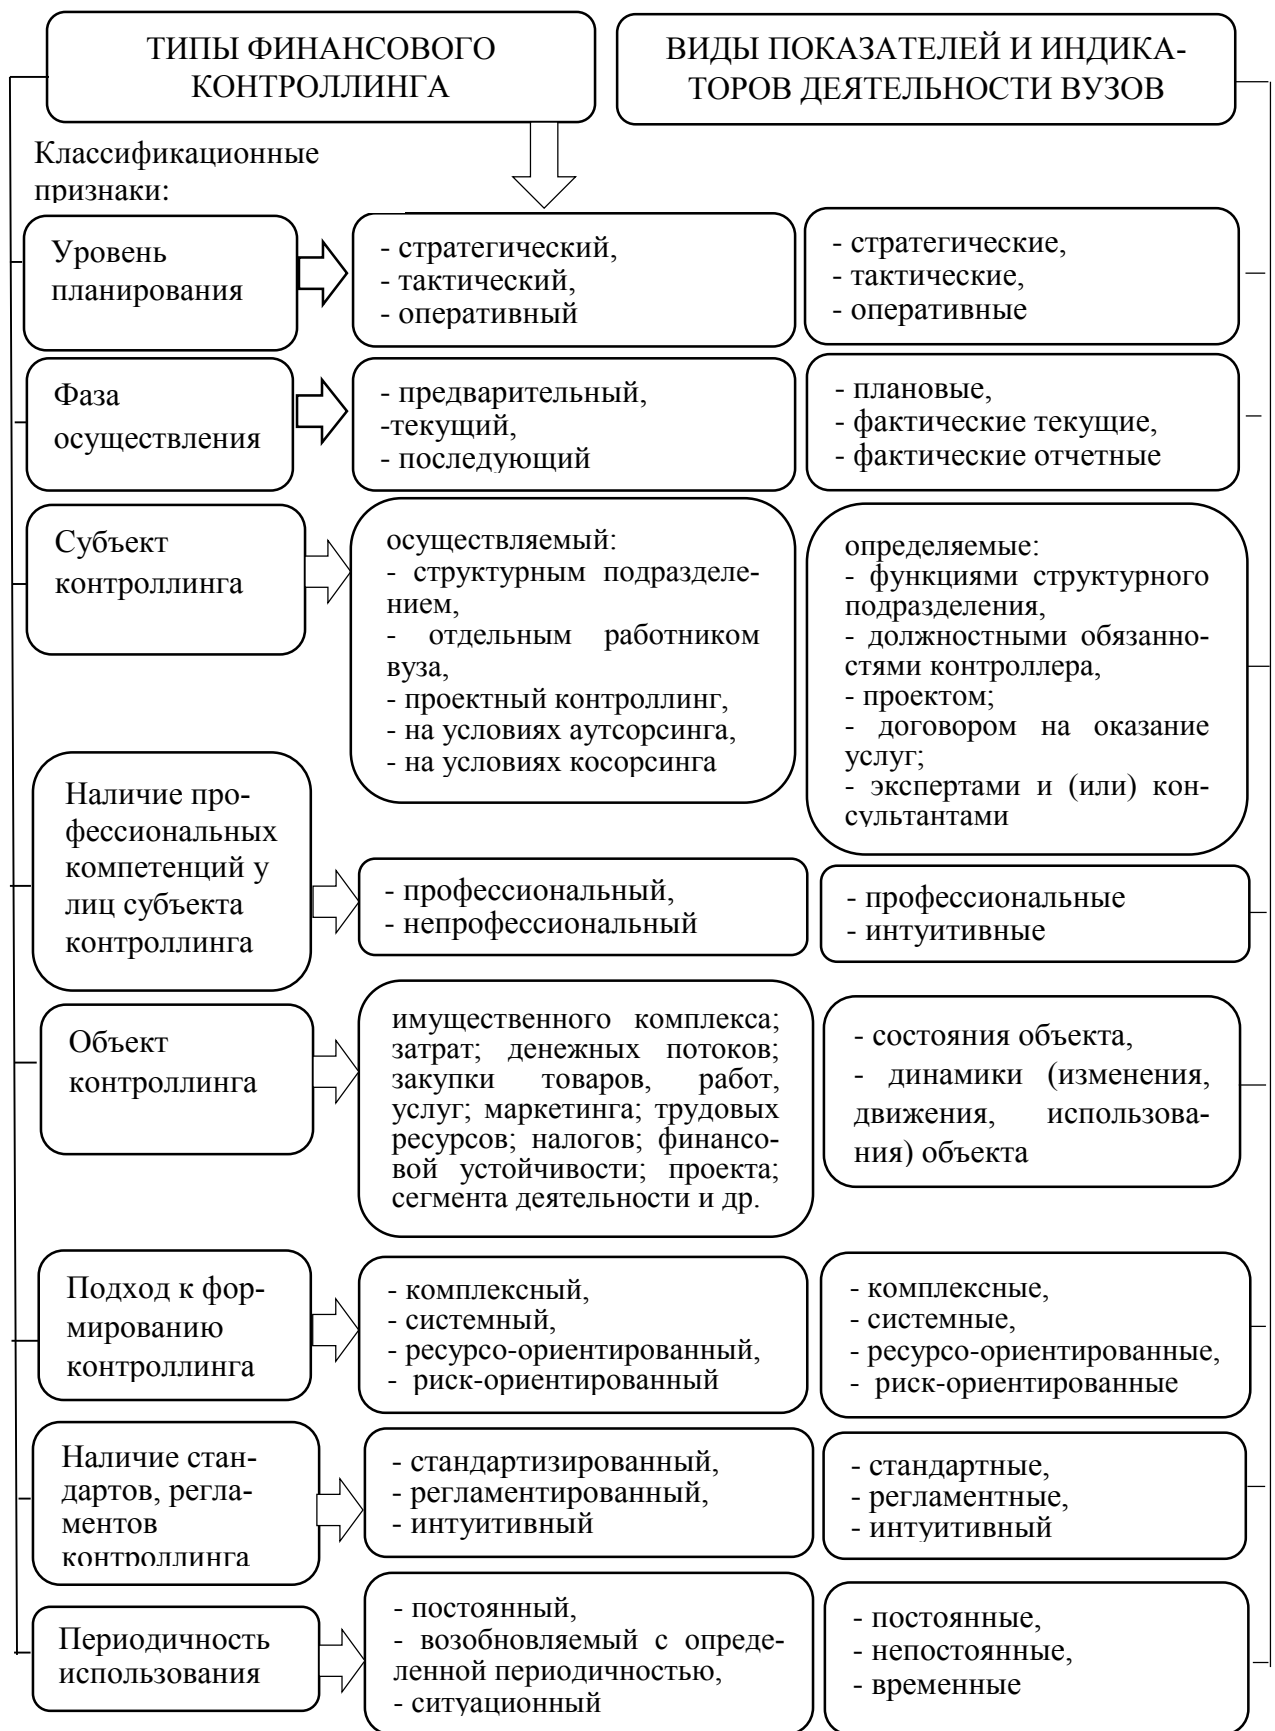 ТИПЫ ФИНАНСОВОГО
КОНТРОЛЛИНГА
ВИДЫ ПОКАЗАТЕЛЕЙ И ИНДИКА-
ТОРОВ ДЕЯТЕЛЬНОСТИ ВУЗОВ
Классификационные
признаки:
Уровень
планирования
- стратегический,
- тактический,
- оперативный
- стратегические,
- тактические,
- оперативные
Фаза
осуществления
- предварительный,
-текущий,
- последующий
- плановые,
- фактические текущие,
- фактические отчетные
Субъект
контроллинга
осуществляемый:
- структурным подразделе-
нием,
- отдельным работником
вуза,
- проектный контроллинг,
- на условиях аутсорсинга,
- на условиях косорсинга
определяемые:
- функциями структурного
подразделения,
- должностными обязанно-
стями контроллера,
- проектом;
- договором на оказание
услуг;
- экспертами и (или) кон-
сультантами
Наличие про-
фессиональных
компетенций у
лиц субъекта
контроллинга
- профессиональный,
- непрофессиональный
- профессиональные
- интуитивные
Объект
контроллинга
имущественного комплекса;
затрат; денежных потоков;
закупки товаров, работ,
услуг; маркетинга; трудовых
ресурсов; налогов; финансо-
вой устойчивости; проекта;
сегмента деятельности и др.
- состояния объекта,
- динамики (изменения,
движения, использова-
ния) объекта
Подход к фор-
мированию
контроллинга
- комплексный,
- системный,
- ресурсо-ориентированный,
- риск-ориентированный
- комплексные,
- системные,
- ресурсо-ориентированные,
- риск-ориентированные
Наличие стан-
дартов, регла-
ментов
контроллинга
- стандартизированный,
- регламентированный,
- интуитивный
- стандартные,
- регламентные,
- интуитивный
Периодичность
использования
- постоянный,
- возобновляемый с опреде-
ленной периодичностью,
- ситуационный
- постоянные,
- непостоянные,
- временные